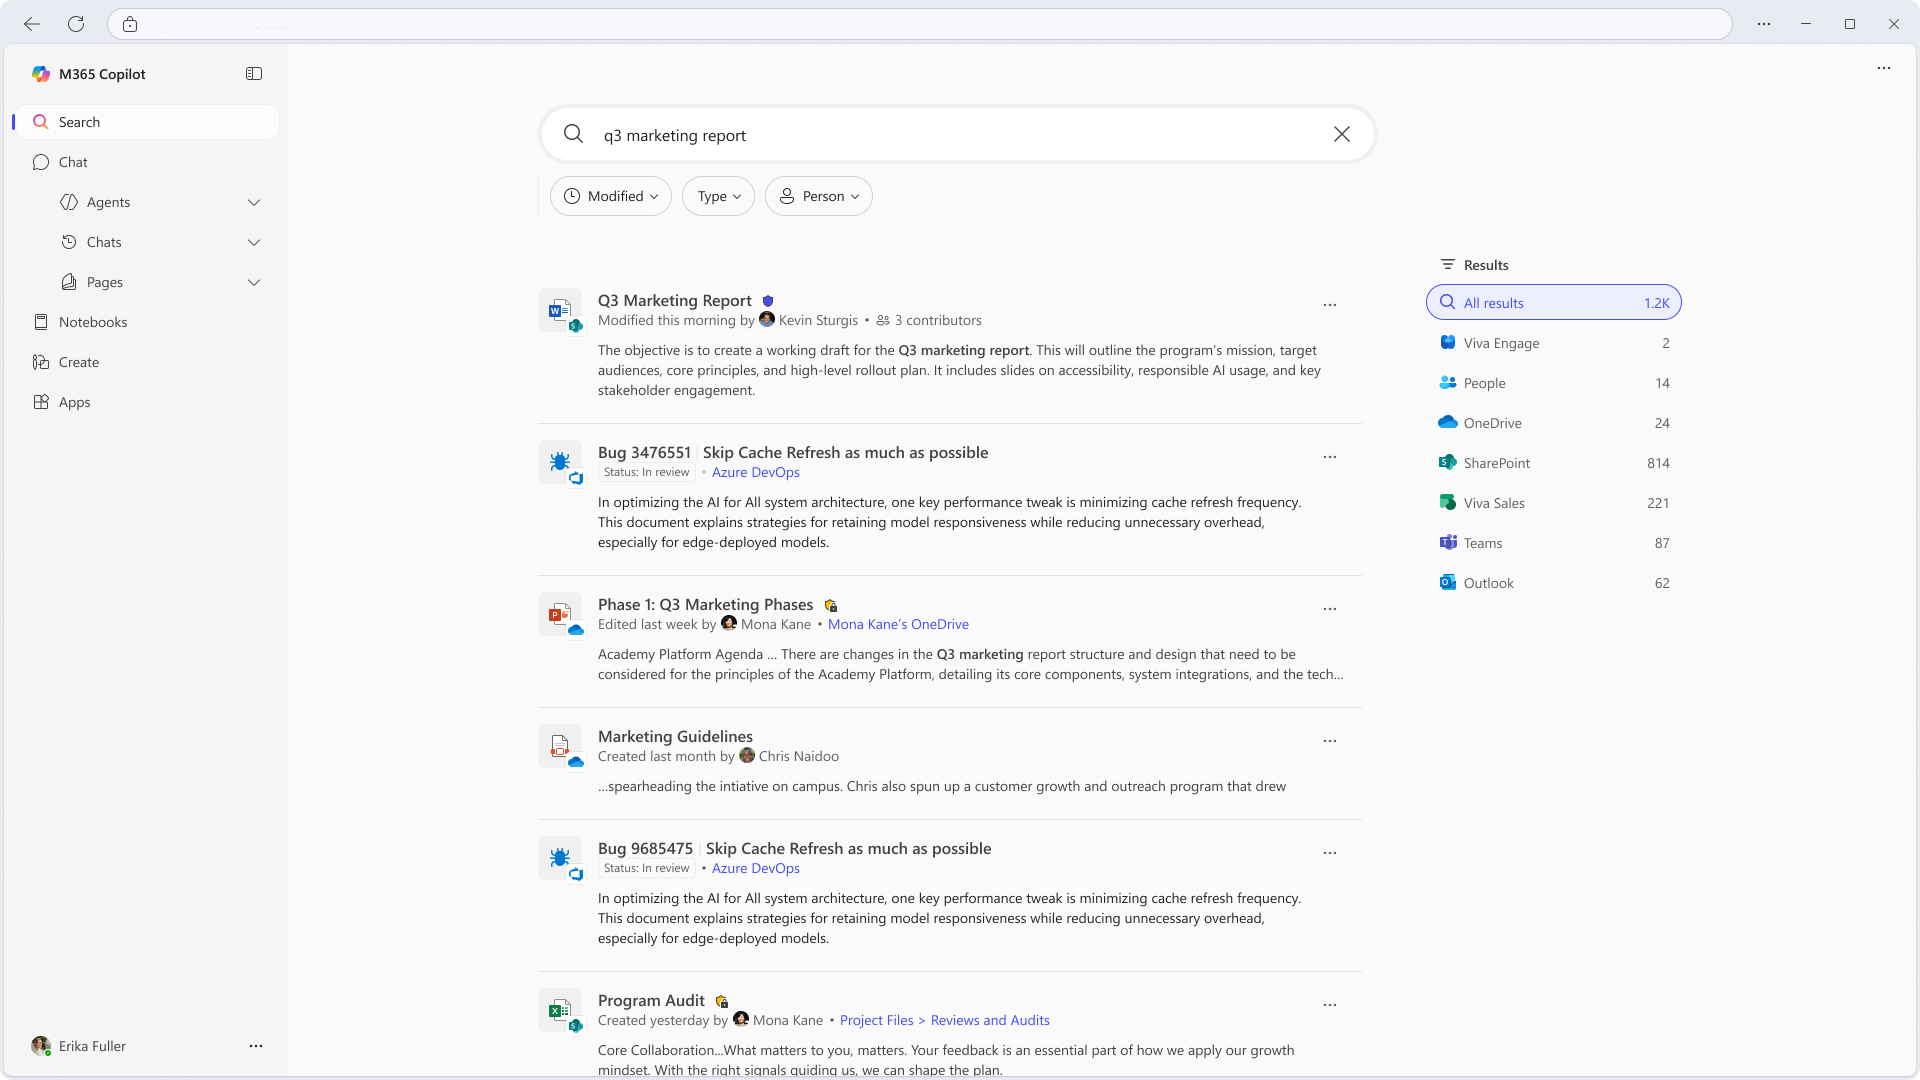 M365 Copilot
Search
Chat
Agents
Chats
Pages
Notebooks
Create
Apps
Erika Fuller
q3 marketing report
Modified
Type
Person
Q3 Marketing Report
Modified this morning by Kevin Sturgis • 3 contributors
The objective is to create a working draft for the Q3 marketing report. This will outline the program’s mission, target
audiences, core principles, and high-level rollout plan. It includes slides on accessibility, responsible AI usage, and key
stakeholder engagement.
Bug 3476551 | Skip Cache Refresh as much as possible
Status: In review • Azure DevOps
In optimizing the AI for All system architecture, one key performance tweak is minimizing cache refresh frequency.
This document explains strategies for retaining model responsiveness while reducing unnecessary overhead,
especially for edge-deployed models.
Phase 1: Q3 Marketing Phases
Edited last week by Mona Kane • Mona Kane’s OneDrive
Academy Platform Agenda ... There are changes in the Q3 marketing report structure and design that need to be
considered for the principles of the Academy Platform, detailing its core components, system integrations, and the tech...
Marketing Guidelines
Created last month by Chris Naidoo
...spearheading the intiative on campus. Chris also spun up a customer growth and outreach program that drew
Bug 9685475 | Skip Cache Refresh as much as possible
Status: In review • Azure DevOps
In optimizing the AI for All system architecture, one key performance tweak is minimizing cache refresh frequency.
This document explains strategies for retaining model responsiveness while reducing unnecessary overhead,
especially for edge-deployed models.
Program Audit
Created yesterday by Mona Kane • Project Files > Reviews and Audits
Core Collaboration...What matters to you, matters. Your feedback is an essential part of how we apply our growth
mindset. With the right signals guiding us, we can shape the plan.
Results
All results 1.2K
Viva Engage 2
People 14
OneDrive 24
SharePoint 814
Viva Sales 221
Teams 87
Outlook 62